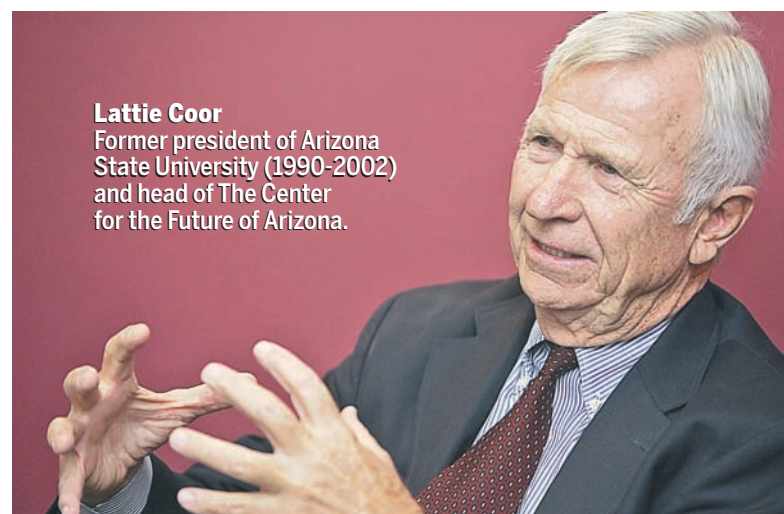 Lattie Coor
Former president of Arizona
State University (1990-2002)
and head of The Center
for the Future of Arizona.